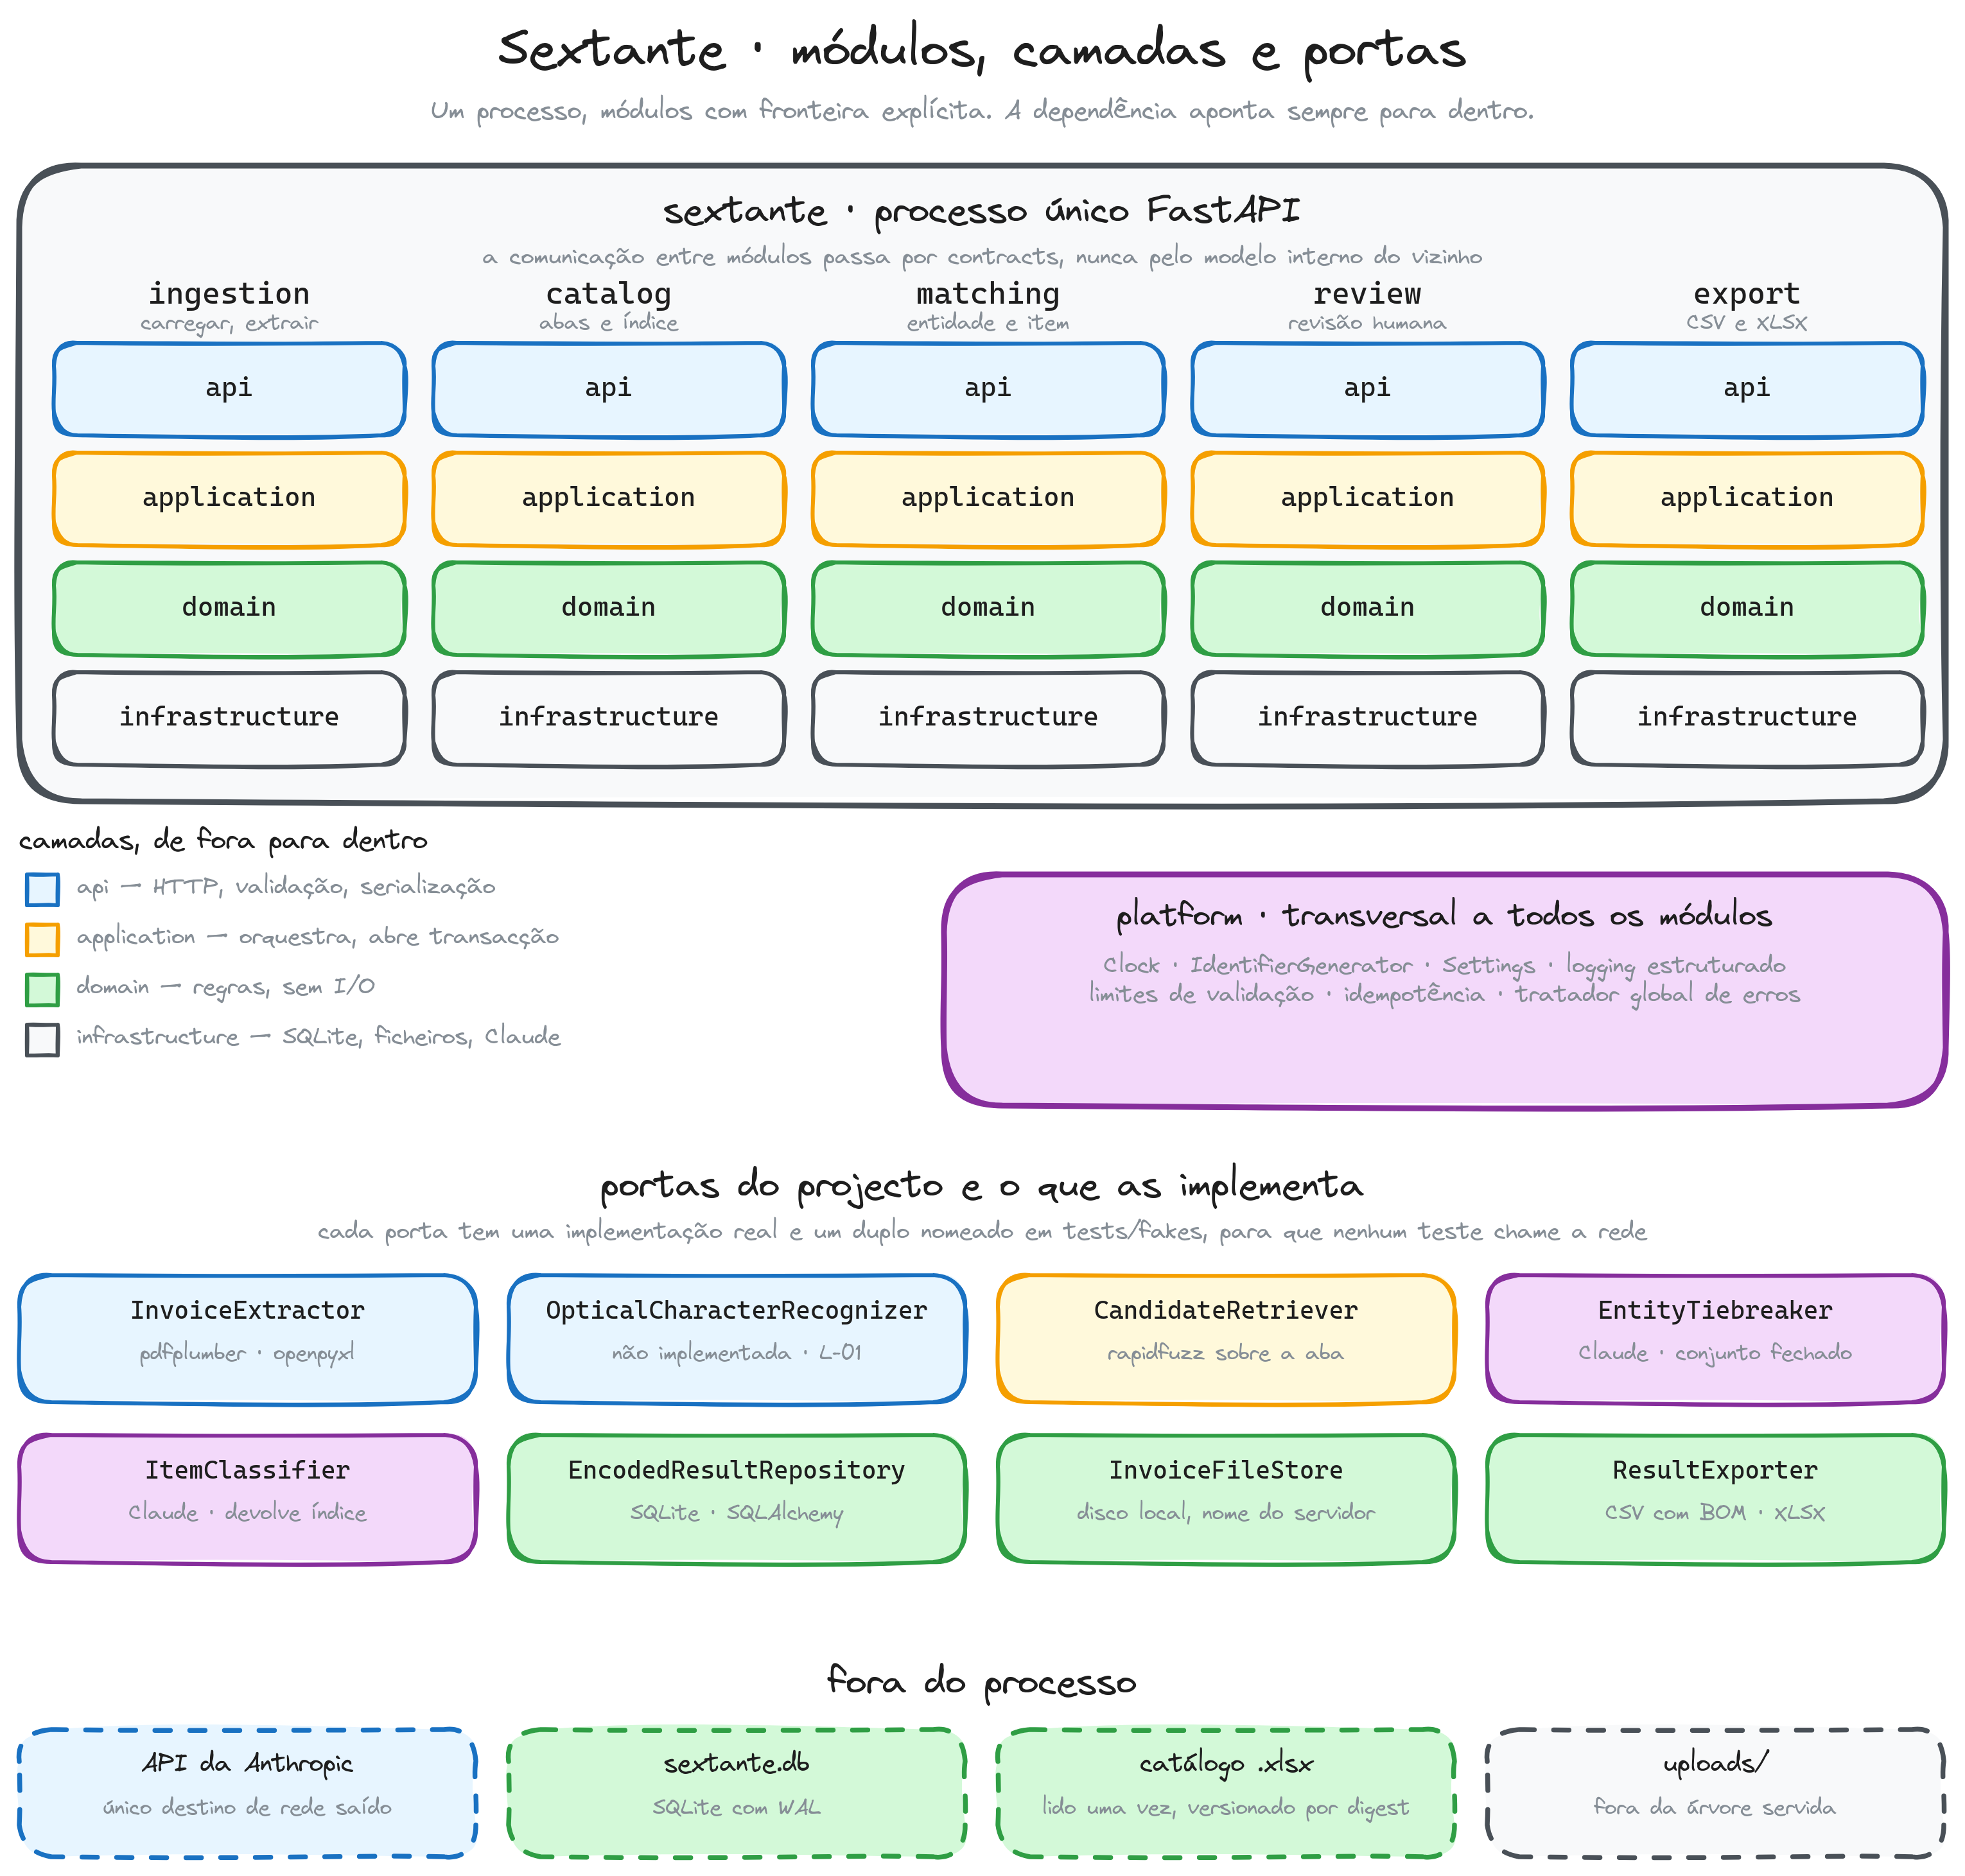 Sextante · módulos, camadas e portas
Um processo, módulos com fronteira explícita. A dependência aponta sempre para dentro.
sextante · processo único FastAPI
a comunicação entre módulos passa por contracts, nunca pelo modelo interno do vizinho
ingestion catalog matching review export
carregar, extrair abas e índice entidade e item revisão humana CSV e XLSX
api api api api api
application application application application application
domain domain domain domain domain
infrastructure infrastructure infrastructure infrastructure infrastructure
camadas, de fora para dentro
api — HTTP, validação, serialização
application — orquestra, abre transacção
domain — regras, sem I/O
infrastructure — SQLite, ficheiros, Claude
platform · transversal a todos os módulos
Clock · IdentifierGenerator · Settings · logging estruturado
limites de validação · idempotência · tratador global de erros
portas do projecto e o que as implementa
cada porta tem uma implementação real e um duplo nomeado em tests/fakes, para que nenhum teste chame a rede
InvoiceExtractor
pdfplumber · openpyxl
OpticalCharacterRecognizer
não implementada · L-01
CandidateRetriever
rapidfuzz sobre a aba
EntityTiebreaker
Claude · conjunto fechado
ItemClassifier
Claude · devolve índice
EncodedResultRepository
SQLite · SQLAlchemy
InvoiceFileStore
disco local, nome do servidor
ResultExporter
CSV com BOM · XLSX
fora do processo
API da Anthropic
único destino de rede saído
sextante.db
SQLite com WAL
catálogo .xlsx
lido uma vez, versionado por digest
uploads/
fora da árvore servida